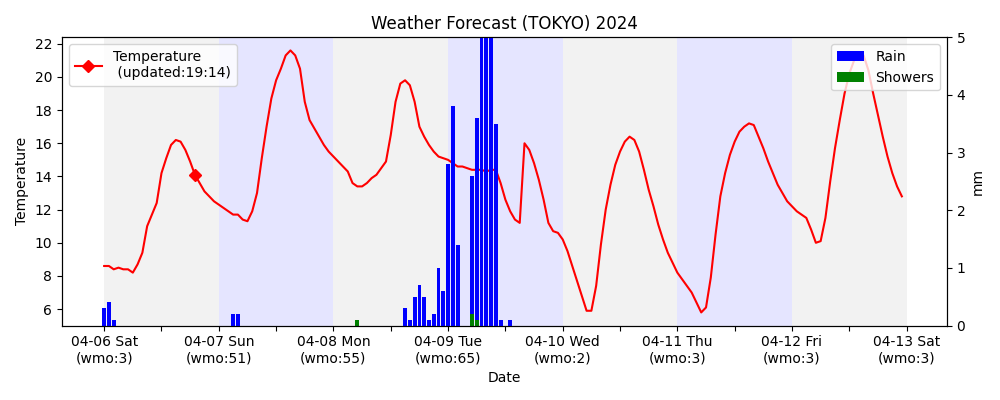 Weather Forecast (TOKYO) 2024
Temperature
(updated:19:14)
Rain
Showers
22
20
18
16
14
12
10
8
6
Temperature
5
4
3
2
1
0
mm
04-06 Sat
(wmo:3)
04-07 Sun
(wmo:51)
04-08 Mon
(wmo:55)
04-09 Tue
(wmo:65)
04-10 Wed
(wmo:2)
04-11 Thu
(wmo:3)
04-12 Fri
(wmo:3)
04-13 Sat
(wmo:3)
Date